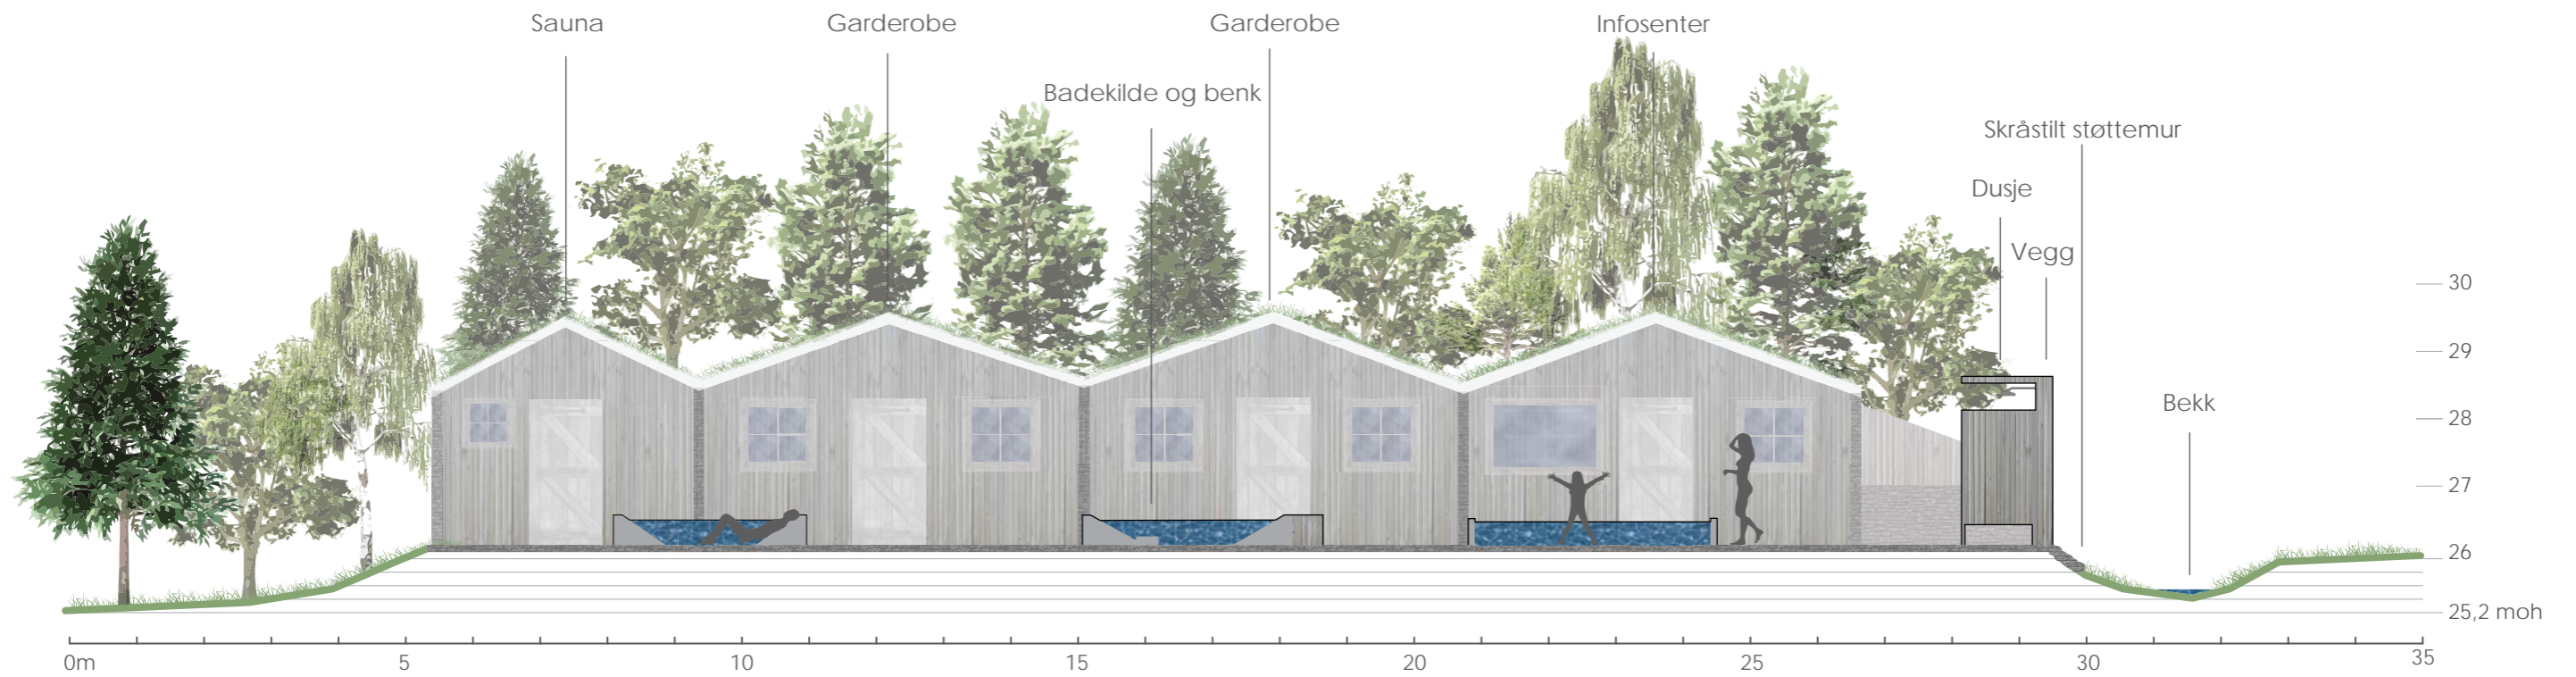 Sauna
Garderobe
Garderobe
Infosenter
Badekilde og benk
Skråstilt støttemur
Dusje
Vegg
Bekk
30
29
28
27
26
25,2 moh
0m 5 10 15 20 25 30 35